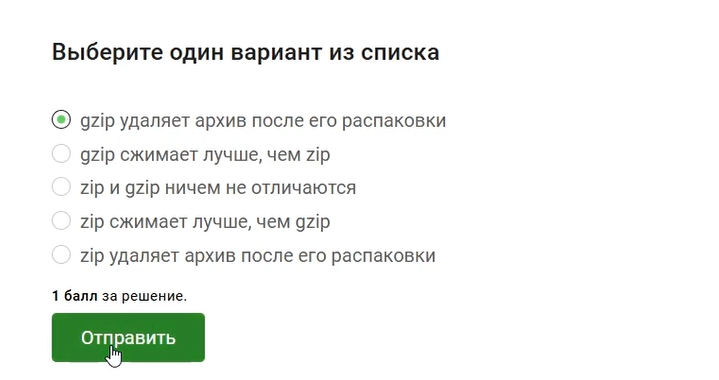 Выберите один вариант из списка
gzip удаляет архив после его распаковки
gzip сжимает лучше, чем zip
zip и gzip ничем не отличаются
zip сжимает лучше, чем gzip
zip удаляет архив после его распаковки
1 балл за решение.
Отправить